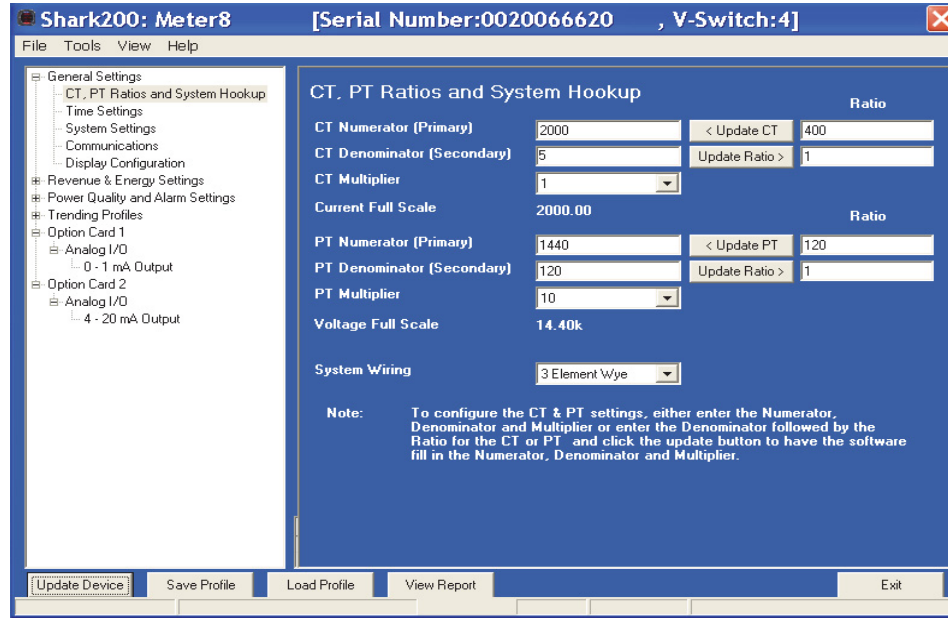 Shark200: Meter8 [Serial Number:0020066620 , V-Switch:4]
File Tools View Help
General Settings
CT, PT Ratios and System Hookup
Time Settings
System Settings
Communications
Display Configuration
Revenue & Energy Settings
Power Quality and Alarm Settings
Trending Profiles
Option Card 1
Analog I/O
0 - 1 mA Output
Option Card 2
Analog I/O
4 - 20 mA Output
CT, PT Ratios and System Hookup
Ratio
CT Numerator (Primary) 2000 < Update CT 400
CT Denominator (Secondary) 5 Update Ratio > 1
CT Multiplier 1
Current Full Scale 2000.00
Ratio
PT Numerator (Primary) 1440 < Update PT 120
PT Denominator (Secondary) 120 Update Ratio > 1
PT Multiplier 10
Voltage Full Scale 14.40k
System Wiring 3 Element Wye
Note: To configure the CT & PT settings, either enter the Numerator,
Denominator and Multiplier or enter the Denominator followed by the
Ratio for the CT or PT and click the update button to have the software
fill in the Numerator, Denominator and Multiplier.
Update Device Save Profile Load Profile View Report Exit